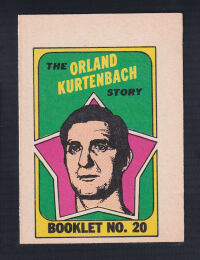 THE ORLAND
KURTENBACH
STORY
BOOKLET NO. 20